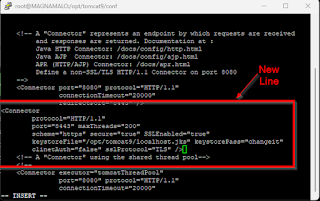 root@MAGNAMALO:/opt/tomcat9/conf
<!-- A "Connector" represents an endpoint by which requests are received
and responses are returned. Documentation at :
Java HTTP Connector: /docs/config/http.html
Java AJP Connector: /docs/config/ajp.html
APR (HTTP/AJP) Connector: /docs/apr.html
Define a non-SSL/TLS HTTP/1.1 Connector on port 8080
-->
<Connector port="8080" protocol="HTTP/1.1"
connectionTimeout="20000"
redirectPort="8443" />
New
Line
<Connector
protocol="HTTP/1.1"
port="8443" maxThreads="200"
scheme="https" secure="true" SSLEnabled="true"
keystoreFile="/opt/tomcat9/localhost.jks" keystorePass="changeit"
clientAuth="false" sslProtocol="TLS" />
<!-- A "Connector" using the shared thread pool-->
<!--
<Connector executor="tomcatThreadPool"
port="8080" protocol="HTTP/1.1"
connectionTimeout="20000"
-- INSERT --